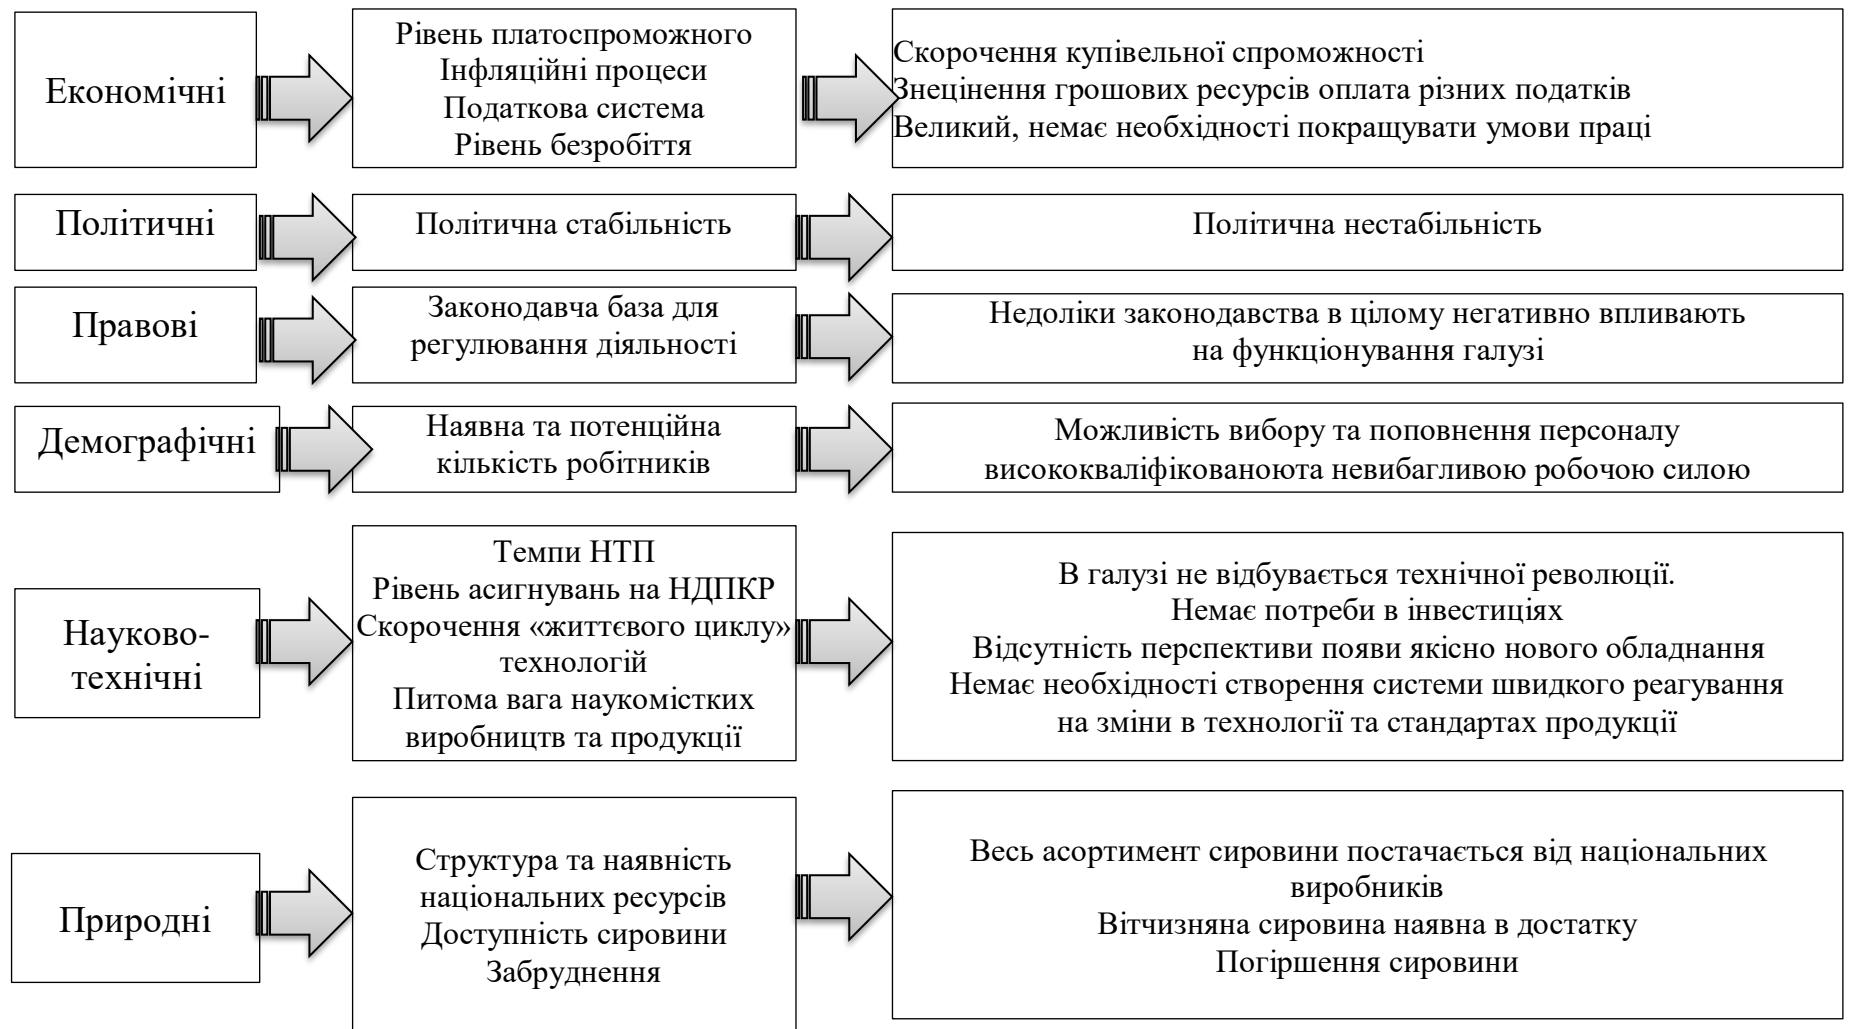 Економічні
Рівень платоспроможного
Інфляційні процеси
Податкова система
Рівень безробіття
Скорочення купівельної спроможності
Знецінення грошових ресурсів оплата різних податків
Великий, немає необхідності покращувати умови праці
Політичні
Політична стабільність
Політична нестабільність
Правові
Законодавча база для
регулювання діяльності
Недоліки законодавства в цілому негативно впливають
на функціонування галузі
Демографічні
Наявна та потенційна
кількість робітників
Можливість вибору та поповнення персоналу
висококваліфікованоюта невибагливою робочою силою
Науково-
технічні
Темпи НТП
Рівень асигнувань на НДПКР
Скорочення «життєвого циклу»
технологій
Питома вага наукомістких
виробництв та продукції
В галузі не відбувається технічної революції.
Немає потреби в інвестиціях
Відсутність перспективи появи якісно нового обладнання
Немає необхідності створення системи швидкого реагування
на зміни в технології та стандартах продукції
Природні
Структура та наявність
національних ресурсів
Доступність сировини
Забруднення
Весь асортимент сировини постачається від національних
виробників
Вітчизняна сировина наявна в достатку
Погіршення сировини